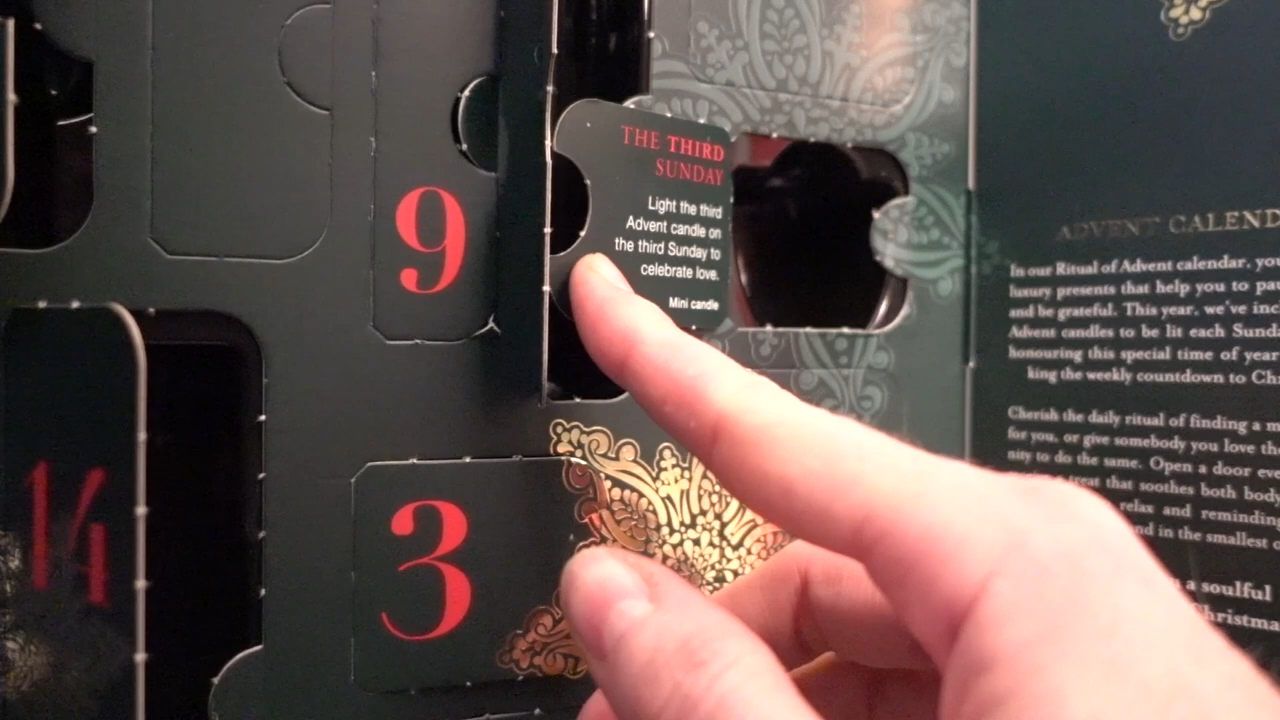 9
THE THIRD
SUNDAY
Light the third
Advent candle on
the third Sunday to
celebrate love.
Mini candle
14
3
ADVENT CALEND
In our Ritual of Advent calendar, you
luxury presents that help you to pau
and be grateful. This year, we've inc
Advent candles to be lit each Sunda
honouring this special time of year
king the weekly countdown to Chr
Cherish the daily ritual of finding a m
for you, or give somebody you love the
nity to do the same. Open a door eve
treat that soothes both body
relax and remindin
nd in the smallest o
a soulful
Christma